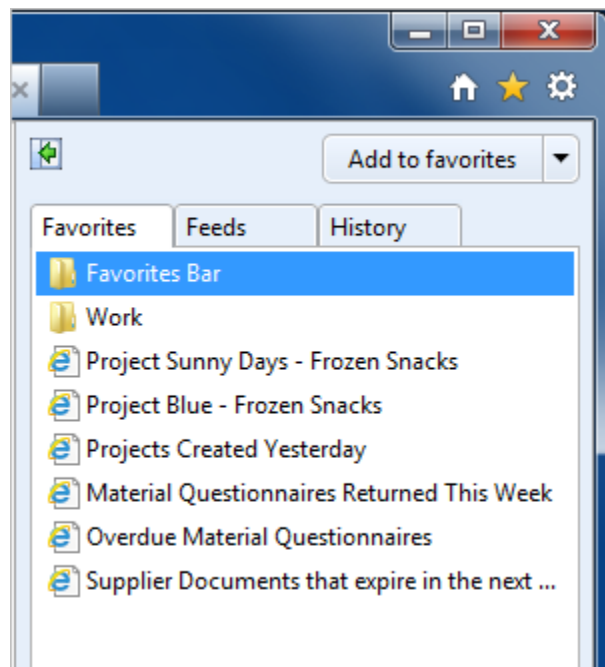 Add to favorites
Favorites Feeds History
Favorites Bar
Work
Project Sunny Days - Frozen Snacks
Project Blue - Frozen Snacks
Projects Created Yesterday
Material Questionnaires Returned This Week
Overdue Material Questionnaires
Supplier Documents that expire in the next ...